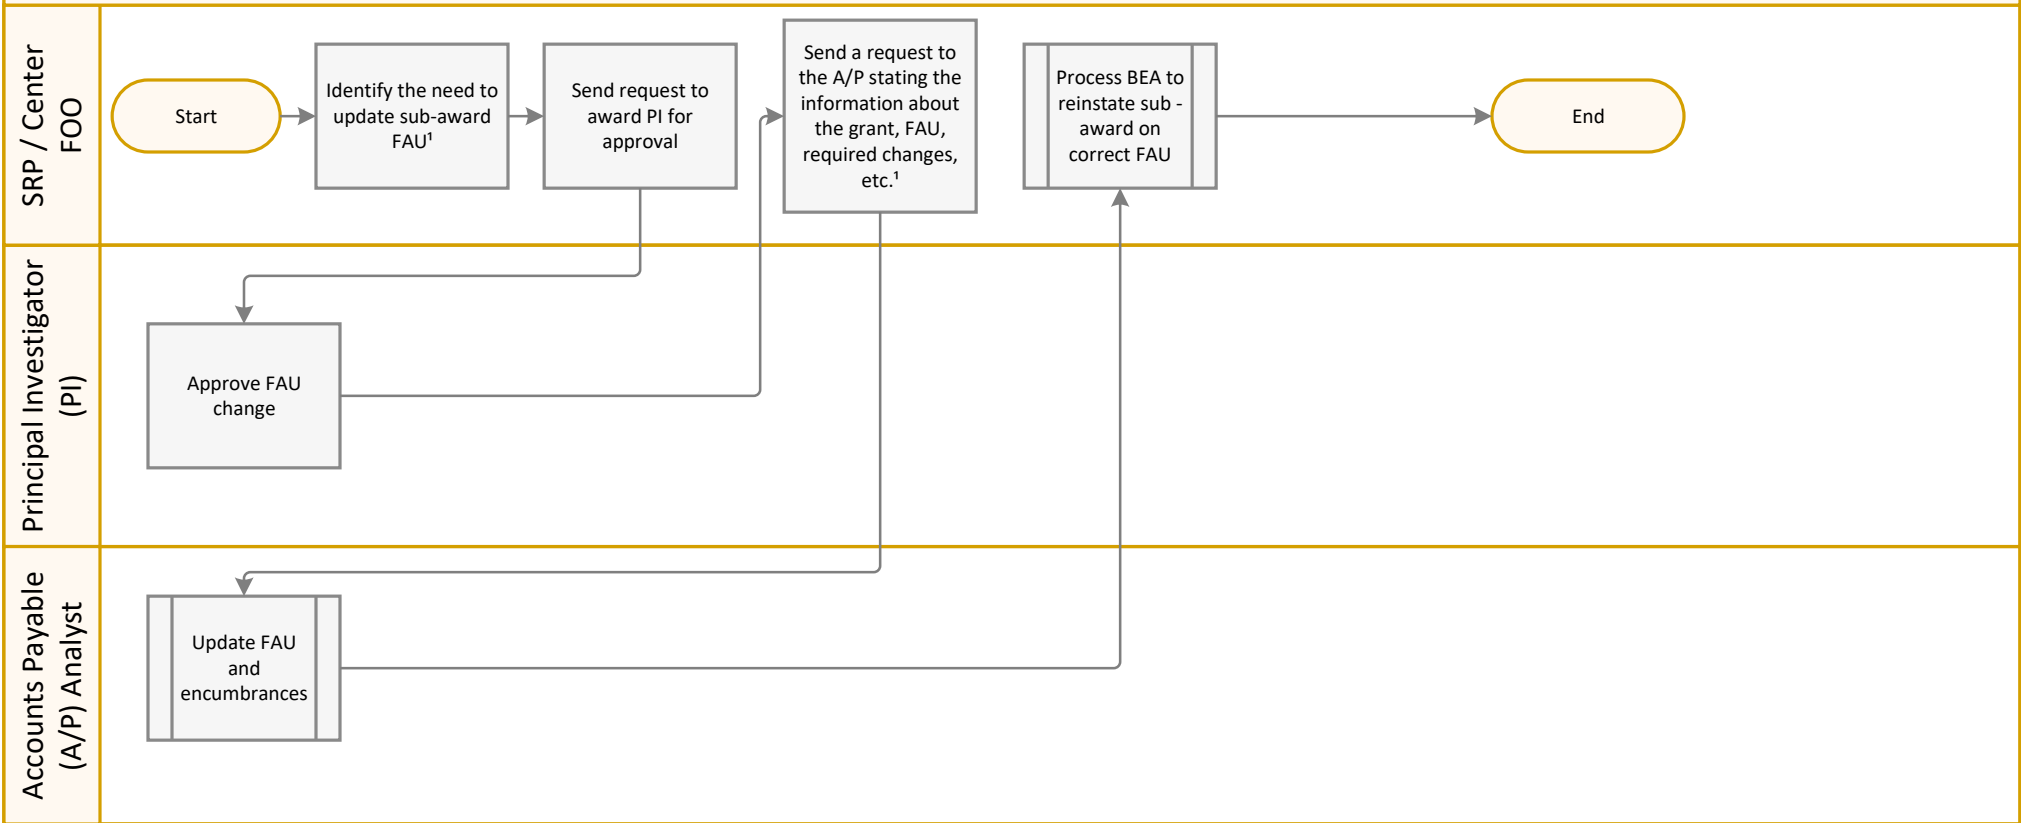 SRP / Center
FOO
Start
Identify the need to
update sub-award
FAU¹
Send request to
award PI for
approval
Send a request to
the A/P stating the
information about
the grant, FAU,
required changes,
etc.¹
Process BEA to
reinstate sub -
award on
correct FAU
End
Principal Investigator
(PI)
Approve FAU
change
Accounts Payable
(A/P) Analyst
Update FAU
and
encumbrances